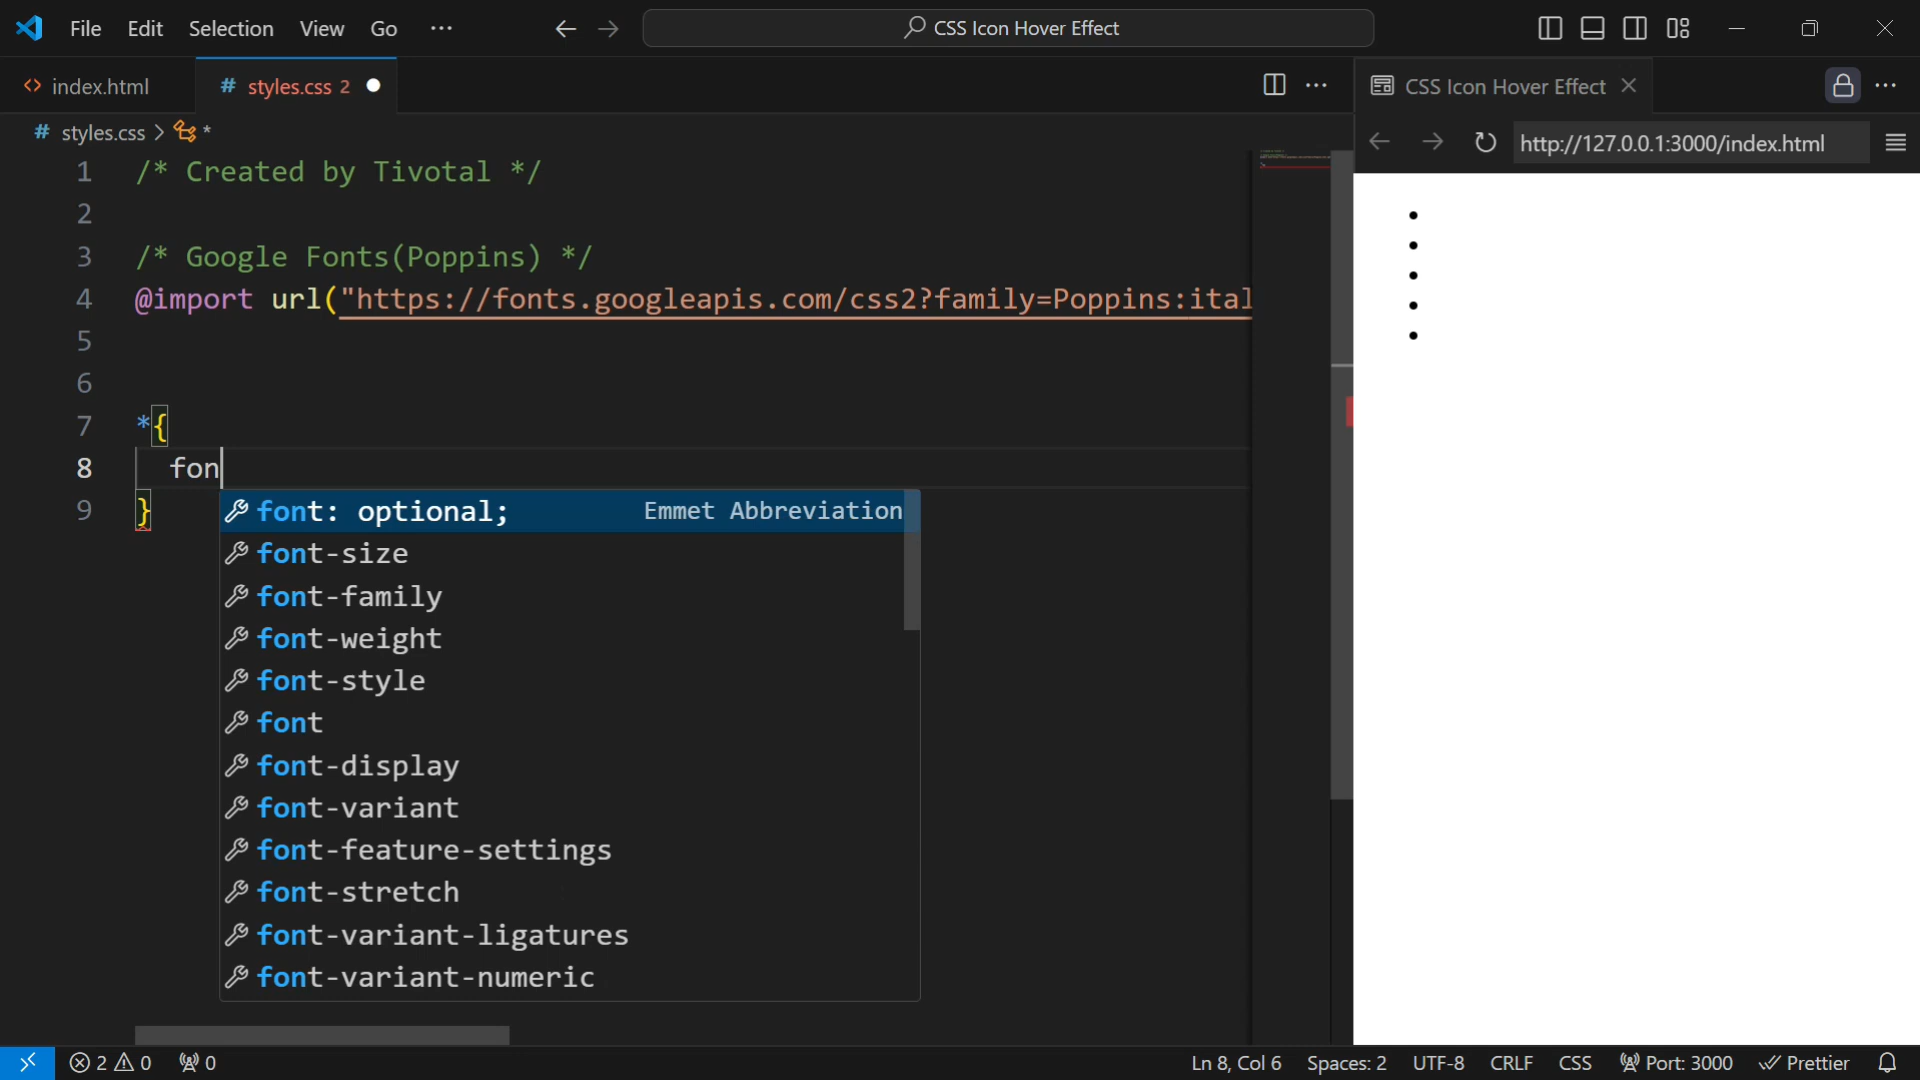 File Edit Selection View Go ··· CSS Icon Hover Effect
index.html # styles.css 2
CSS Icon Hover Effect
# styles.css > *
http://127.0.0.1:3000/index.html
1 /* Created by Tivotal */
2
3 /* Google Fonts(Poppins) */
4 @import url("https://fonts.googleapis.com/css2?family=Poppins:ital
5
6
7 *{
8 fon
9 }
font: optional; Emmet Abbreviation
font-size
font-family
font-weight
font-style
font
font-display
font-variant
font-feature-settings
font-stretch
font-variant-ligatures
font-variant-numeric
2 0 0 Ln 8, Col 6 Spaces: 2 UTF-8 CRLF CSS Port: 3000 Prettier